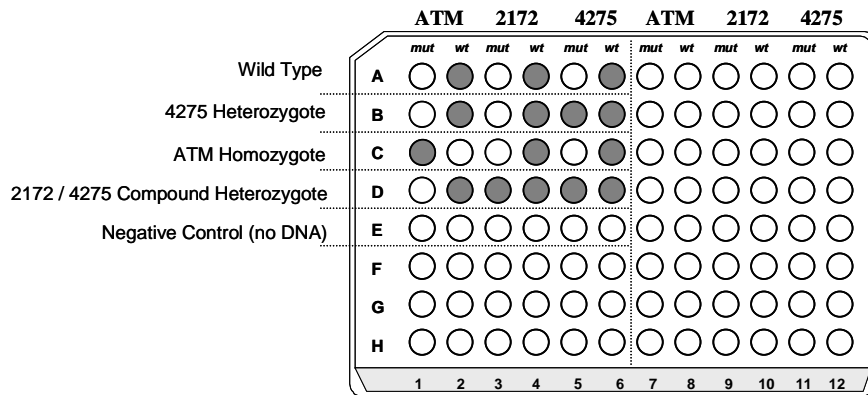 ATM 2172 4275 ATM 2172 4275
mut wt mut wt mut wt mut wt mut wt mut wt
Wild Type A
4275 Heterozygote B
ATM Homozygote C
2172 / 4275 Compound Heterozygote D
Negative Control (no DNA) E
F
G
H
1 2 3 4 5 6 7 8 9 10 11 12